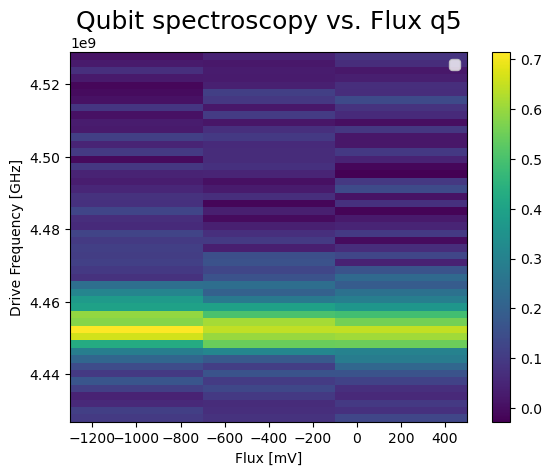 Qubit spectroscopy vs. Flux q5
1e9
4.52
4.50
4.48
4.46
4.44
Drive Frequency [GHz]
−1200 −1000 −800 −600 −400 −200 0 200 400
Flux [mV]
0.7
0.6
0.5
0.4
0.3
0.2
0.1
0.0